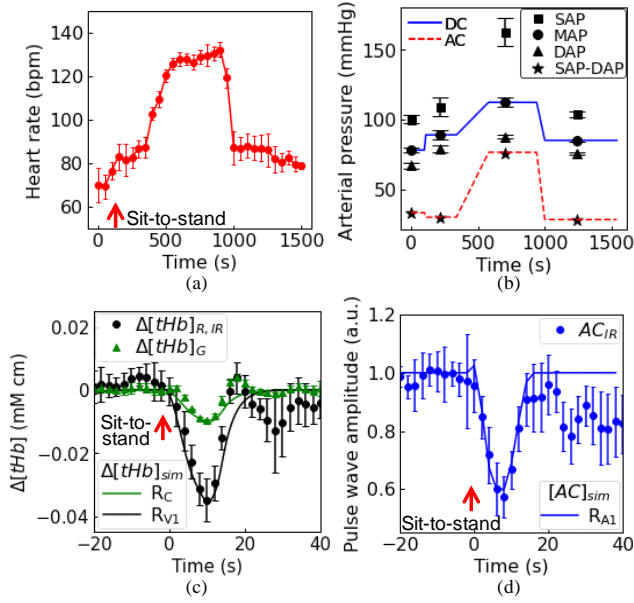 Heart rate (bpm)
140
120
100
80
60
Sit-to-stand
0
500
1000
1500
Time (s)
(a)
Arterial pressure (mmHg)
150
100
50
DC
AC
SAP
MAP
DAP
SAP-DAP
0
500
1000
1500
Time (s)
(b)
Δ[tHb] (mM cm)
0.02
0
−0.02
−0.04
Δ[tHb]R, IR
Δ[tHb]G
Sit-to-
stand
Δ[tHb]sim
RC
RV1
−20
0
20
40
Time (s)
(c)
Pulse wave amplitude (a.u.)
1.2
1.0
0.8
0.6
ACIR
Sit-to-stand
[AC]sim
RA1
−20
0
20
40
Time (s)
(d)